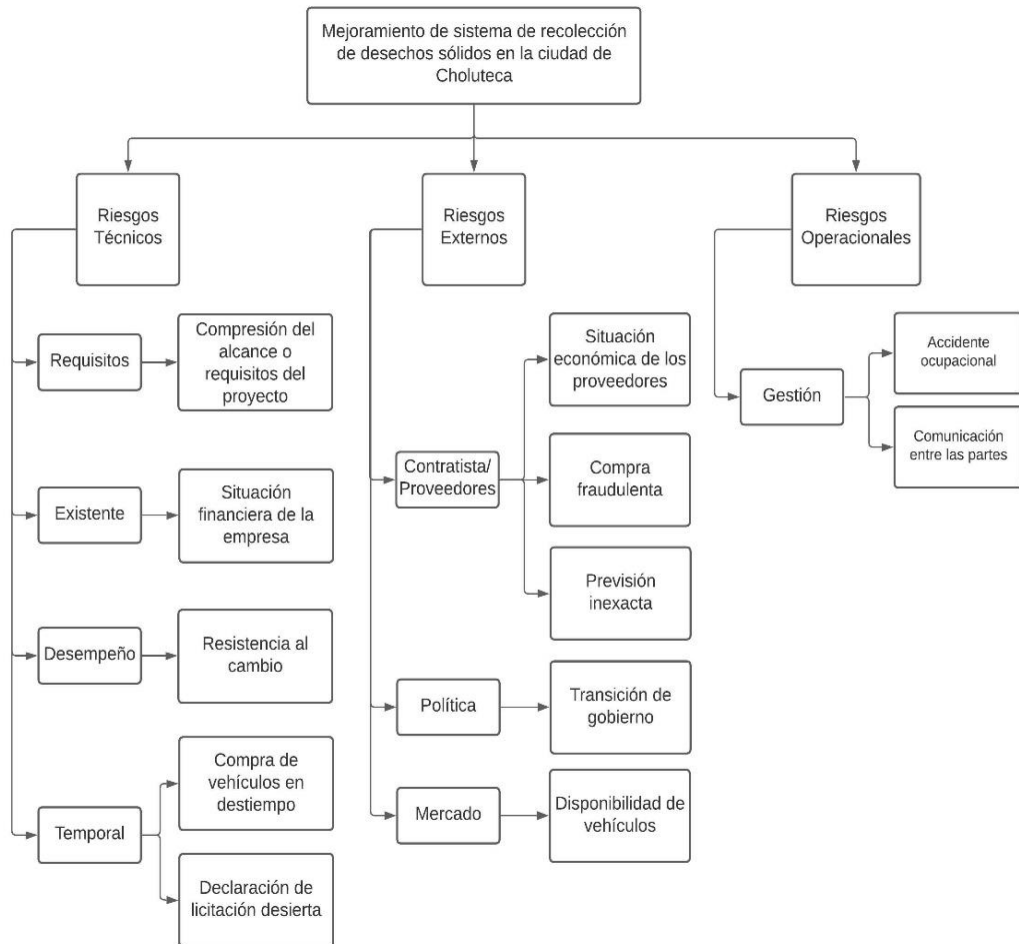 Mejoramiento de sistema de recolección
de desechos sólidos en la ciudad de
Choluteca
Riesgos
Técnicos
Riesgos
Externos
Riesgos
Operacionales
Requisitos
Compresión del
alcance o
requisitos del
proyecto
Existente
Situación
financiera de la
empresa
Desempeño
Resistencia al
cambio
Temporal
Compra de
vehículos en
destiempo
Declaración de
licitación desierta
Contratista/
Proveedores
Situación
económica de los
proveedores
Compra
fraudulenta
Previsión
inexacta
Política
Transición de
gobierno
Mercado
Disponibilidad de
vehículos
Gestión
Accidente
ocupacional
Comunicación
entre las partes